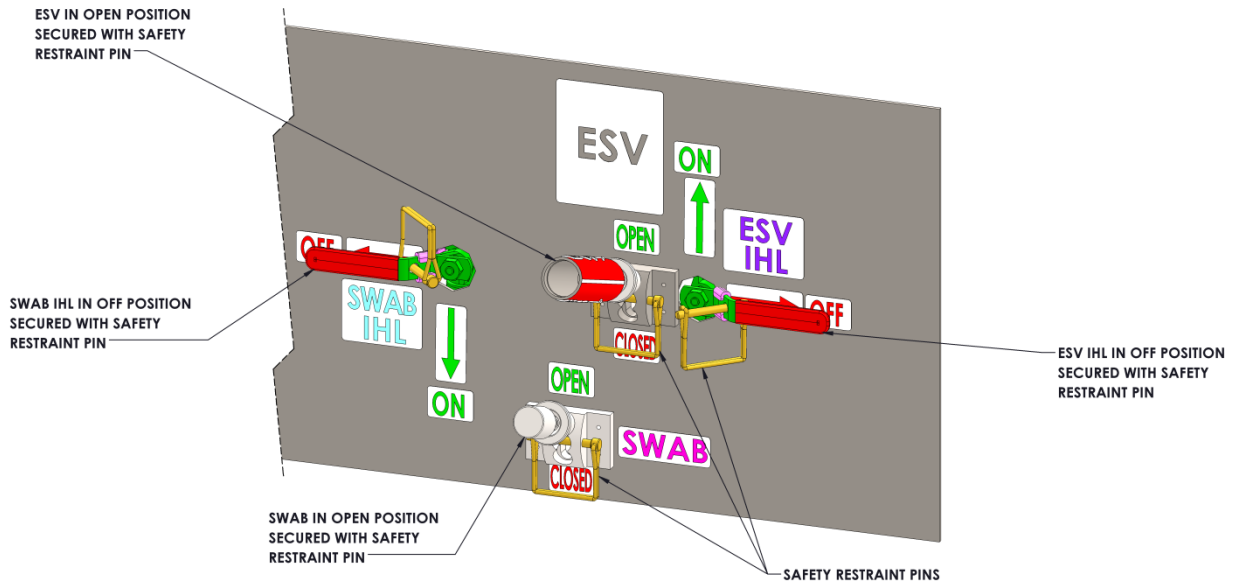 ESV IN OPEN POSITION
SECURED WITH SAFETY
RESTRAINT PIN
ESV
ON
ESV
IHL
OPEN
OFF
SWAB
IHL
OFF
CLOSED
SWAB IHL IN OFF POSITION
SECURED WITH SAFETY
RESTRAINT PIN
ESV IHL IN OFF POSITION
SECURED WITH SAFETY
RESTRAINT PIN
OPEN
ON
SWAB
CLOSED
SWAB IN OPEN POSITION
SECURED WITH SAFETY
RESTRAINT PIN
SAFETY RESTRAINT PINS